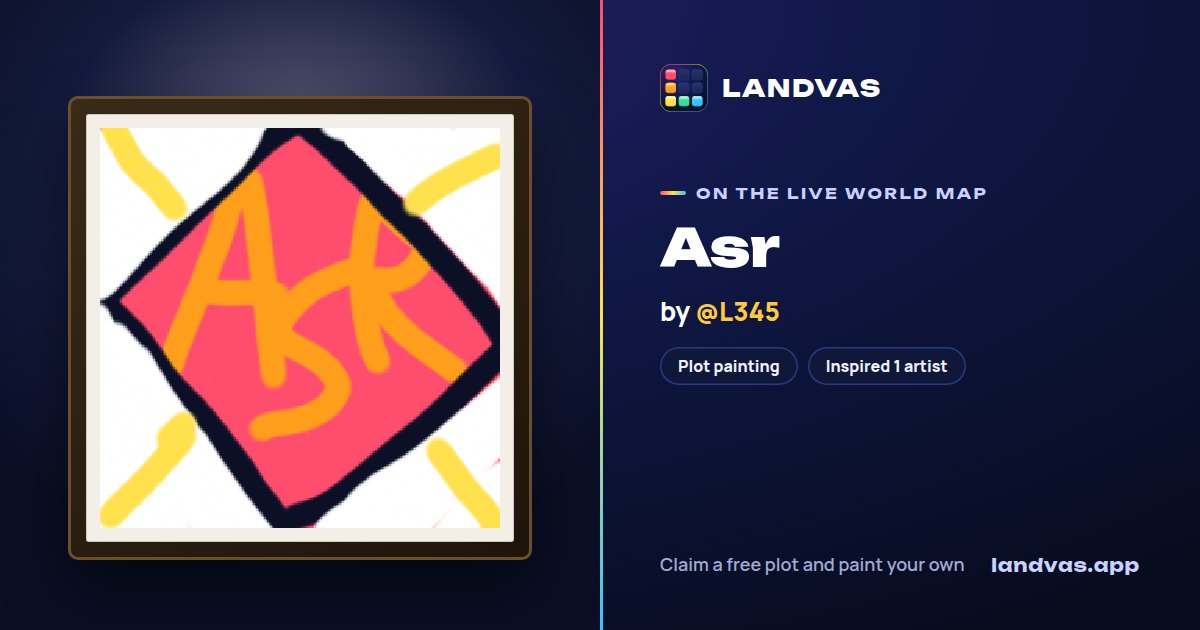 AsR
LANDVAS
ON THE LIVE WORLD MAP
Asr
by @L345
Plot painting
Inspired 1 artist
Claim a free plot and paint your own
landvas.app